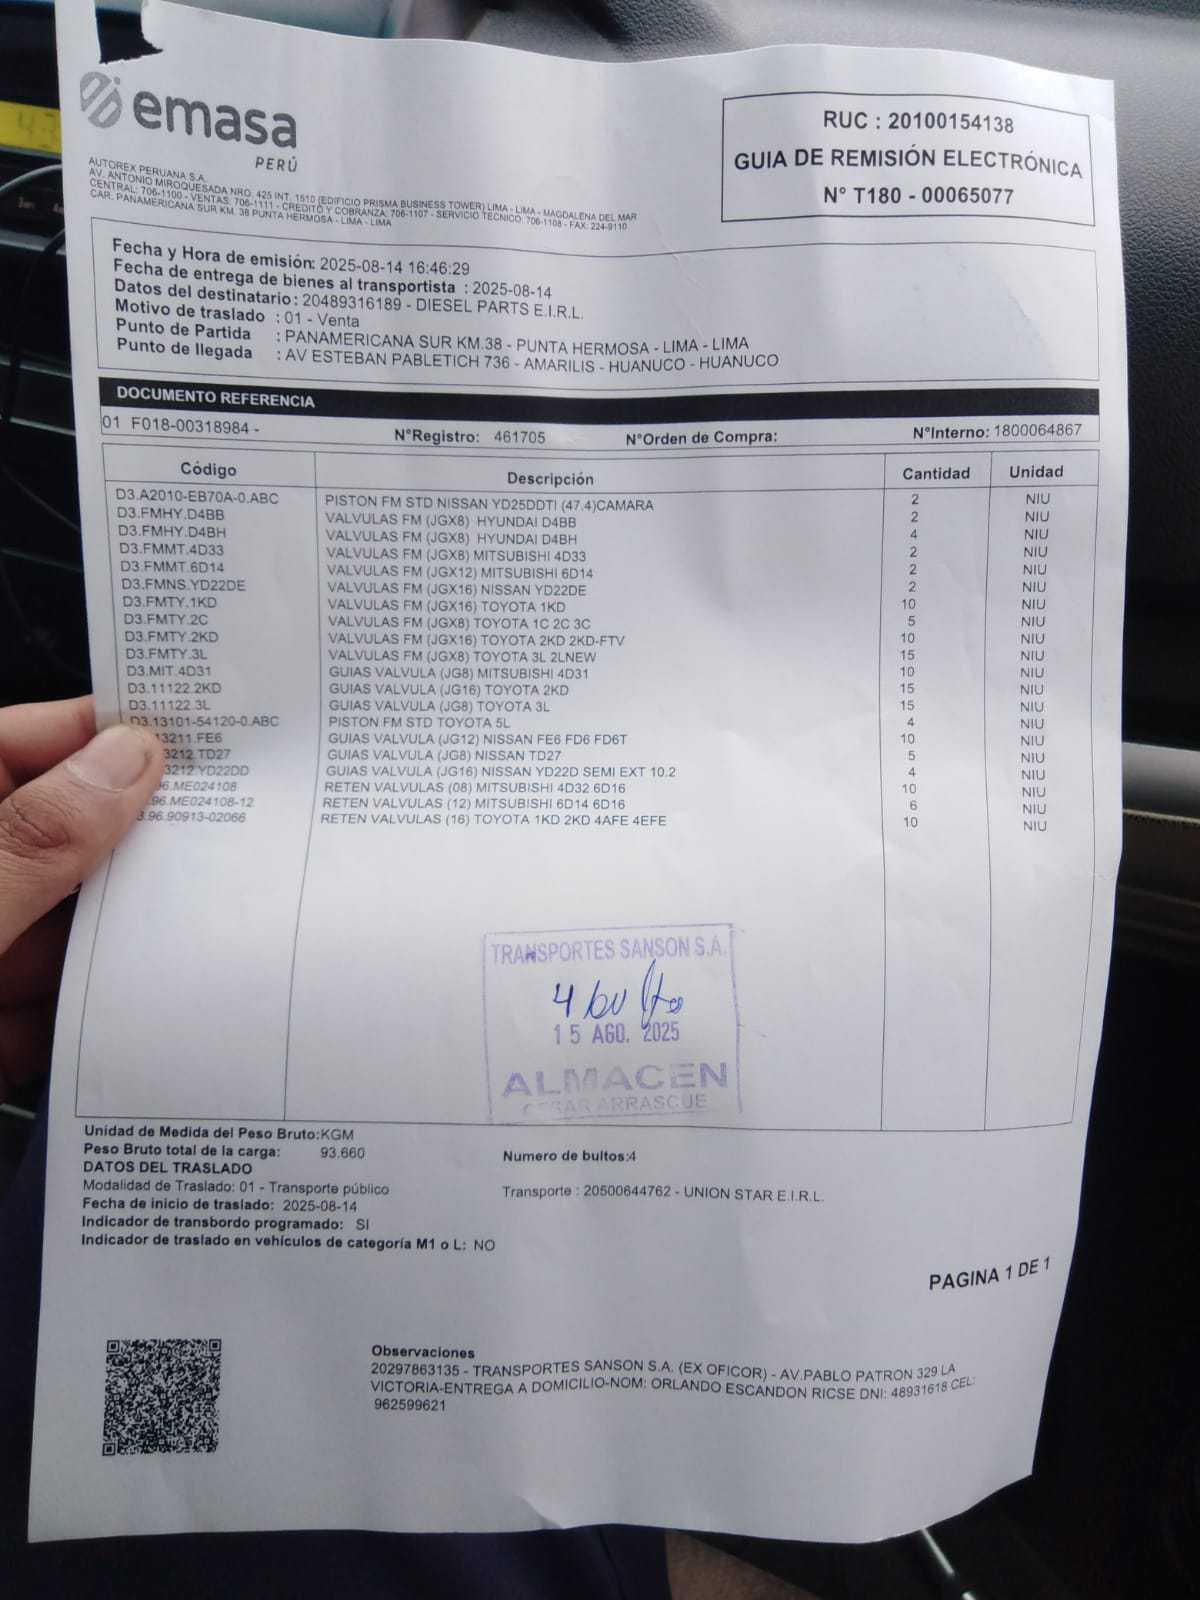 emasa
PERÚ
AUTOREX PERUANA S.A.
AV. ANTONIO MIROQUESADA NRO. 425 INT. 1510 (EDIFICIO PRISMA BUSINESS TOWER) LIMA - LIMA - MAGDALENA DEL MAR
CENTRAL: 706-1100 - VENTAS: 706-1111 - CREDITO Y COBRANZA: 706-1107 - SERVICIO TECNICO: 706-1108 - FAX: 224-9110
CAR. PANAMERICANA SUR KM. 38 PUNTA HERMOSA - LIMA - LIMA
RUC : 20100154138
GUIA DE REMISIÓN ELECTRÓNICA
N° T180 - 00065077
Fecha y Hora de emisión: 2025-08-14 16:46:29
Fecha de entrega de bienes al transportista : 2025-08-14
Datos del destinatario: 20489316189 - DIESEL PARTS E.I.R.L.
Motivo de traslado : 01 - Venta
Punto de Partida : PANAMERICANA SUR KM.38 - PUNTA HERMOSA - LIMA - LIMA
Punto de llegada : AV ESTEBAN PABLETICH 736 - AMARILIS - HUANUCO - HUANUCO
DOCUMENTO REFERENCIA
01 F018-00318984 - N°Registro: 461705 N°Orden de Compra: N°Interno: 1800064867
Código Descripción Cantidad Unidad
D3.A2010-EB70A-0.ABC PISTON FM STD NISSAN YD25DDTI (47.4)CAMARA 2 NIU
D3.FMHY.D4BB VALVULAS FM (JGX8) HYUNDAI D4BB 2 NIU
D3.FMHY.D4BH VALVULAS FM (JGX8) HYUNDAI D4BH 4 NIU
D3.FMMT.4D33 VALVULAS FM (JGX8) MITSUBISHI 4D33 2 NIU
D3.FMMT.6D14 VALVULAS FM (JGX12) MITSUBISHI 6D14 2 NIU
D3.FMNS.YD22DE VALVULAS FM (JGX16) NISSAN YD22DE 2 NIU
D3.FMTY.1KD VALVULAS FM (JGX16) TOYOTA 1KD 10 NIU
D3.FMTY.2C VALVULAS FM (JGX8) TOYOTA 1C 2C 3C 5 NIU
D3.FMTY.2KD VALVULAS FM (JGX16) TOYOTA 2KD 2KD-FTV 10 NIU
D3.FMTY.3L VALVULAS FM (JGX8) TOYOTA 3L 2LNEW 15 NIU
D3.MIT.4D31 GUIAS VALVULA (JG8) MITSUBISHI 4D31 10 NIU
D3.11122.2KD GUIAS VALVULA (JG16) TOYOTA 2KD 15 NIU
D3.11122.3L GUIAS VALVULA (JG8) TOYOTA 3L 15 NIU
D3.13101-54120-0.ABC PISTON FM STD TOYOTA 5L 4 NIU
13211.FE6 GUIAS VALVULA (JG12) NISSAN FE6 FD6 FD6T 10 NIU
3212.TD27 GUIAS VALVULA (JG8) NISSAN TD27 5 NIU
3212.YD22DD GUIAS VALVULA (JG16) NISSAN YD22D SEMI EXT 10.2 4 NIU
96.ME024108 RETEN VALVULAS (08) MITSUBISHI 4D32 6D16 10 NIU
96.ME024108-12 RETEN VALVULAS (12) MITSUBISHI 6D14 6D16 6 NIU
3.96.90913-02066 RETEN VALVULAS (16) TOYOTA 1KD 2KD 4AFE 4EFE 10 NIU
TRANSPORTES SANSON S.A.
4 bultos
15 AGO. 2025
ALMACEN
CESAR ARRASCUE
Unidad de Medida del Peso Bruto:KGM
Peso Bruto total de la carga: 93.660 Numero de bultos:4
DATOS DEL TRASLADO
Modalidad de Traslado: 01 - Transporte público Transporte : 20500644762 - UNION STAR E.I.R.L.
Fecha de inicio de traslado: 2025-08-14
Indicador de transbordo programado: SI
Indicador de traslado en vehículos de categoría M1 o L: NO
PAGINA 1 DE 1
Observaciones
20297863135 - TRANSPORTES SANSON S.A. (EX OFICOR) - AV.PABLO PATRON 329 LA
VICTORIA-ENTREGA A DOMICILIO-NOM: ORLANDO ESCANDON RICSE DNI: 48931618 CEL:
962599621